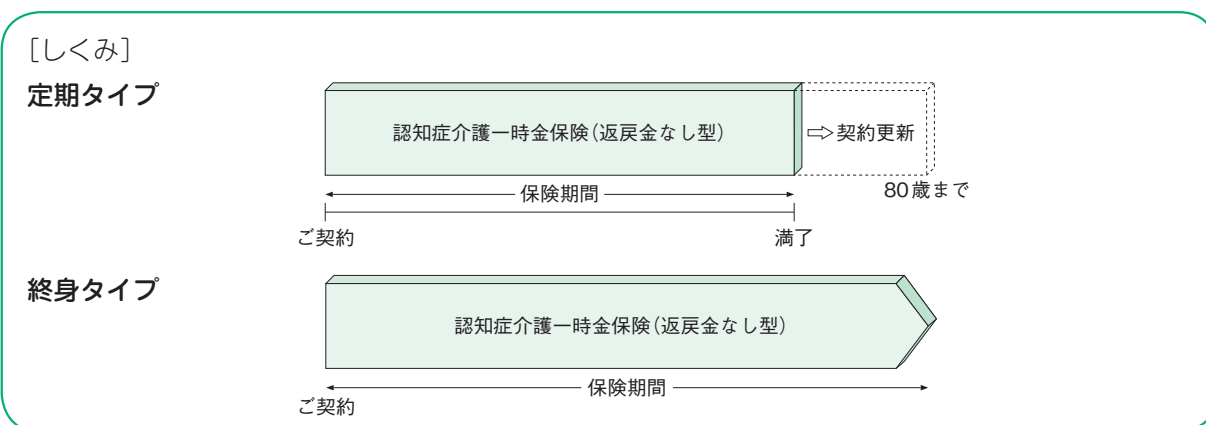 [しくみ]
定期タイプ
認知症介護一時金保険(返戻金なし型)
⇨契約更新
保険期間
80歳まで
ご契約
満了
終身タイプ
認知症介護一時金保険(返戻金なし型)
保険期間
ご契約